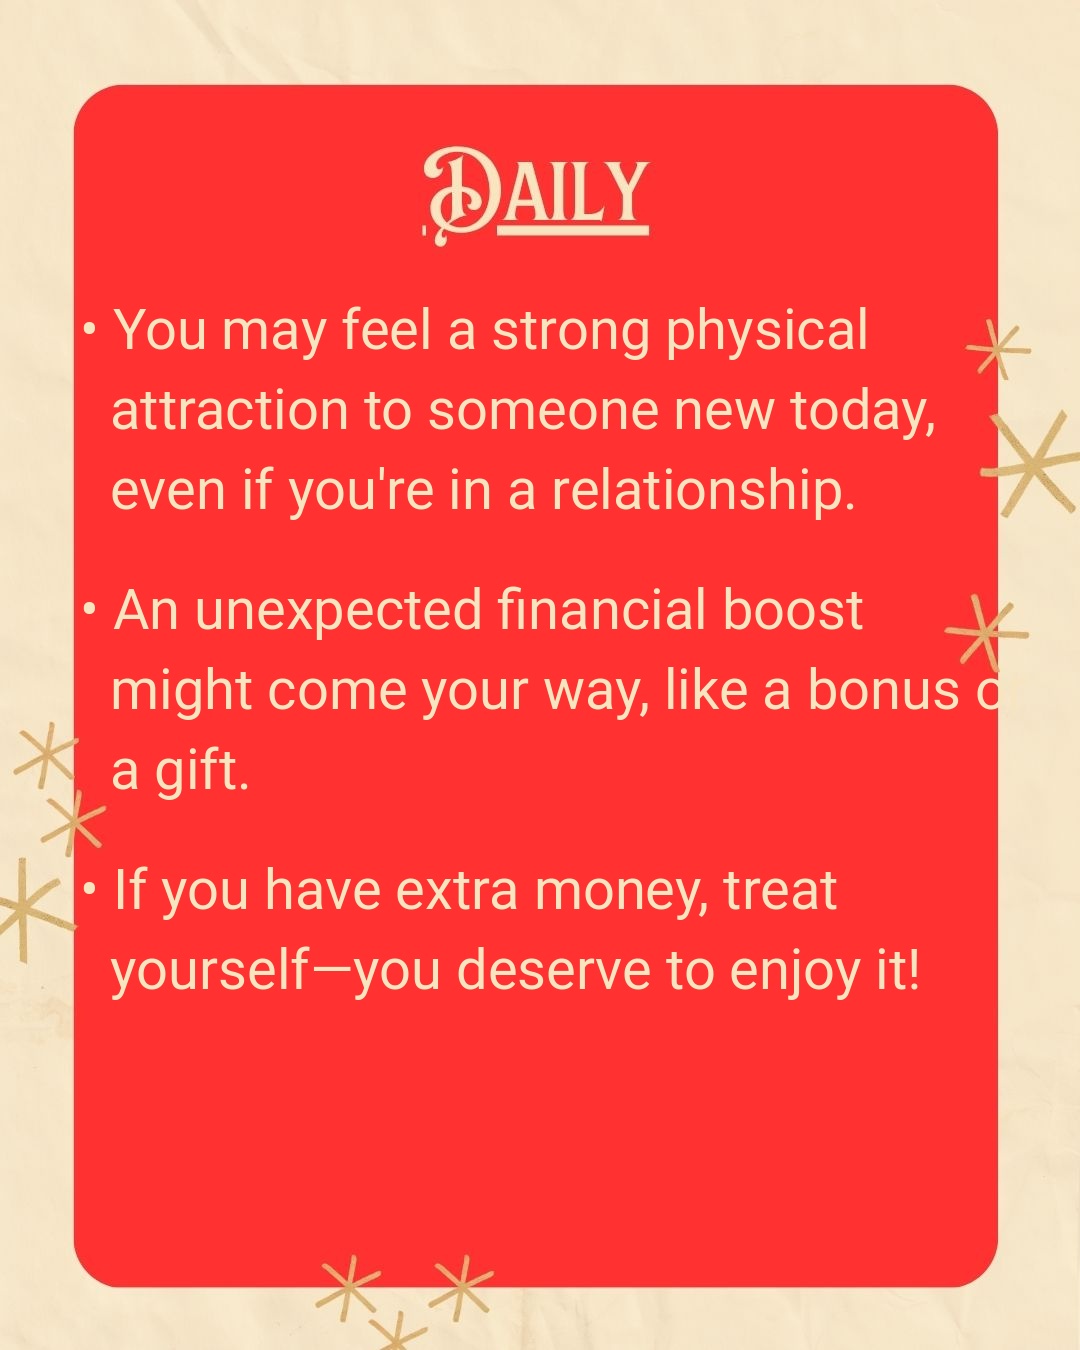 Daily
• You may feel a strong physical
attraction to someone new today,
even if you're in a relationship.
• An unexpected financial boost
might come your way, like a bonus
a gift.
• If you have extra money, treat
yourself—you deserve to enjoy it!